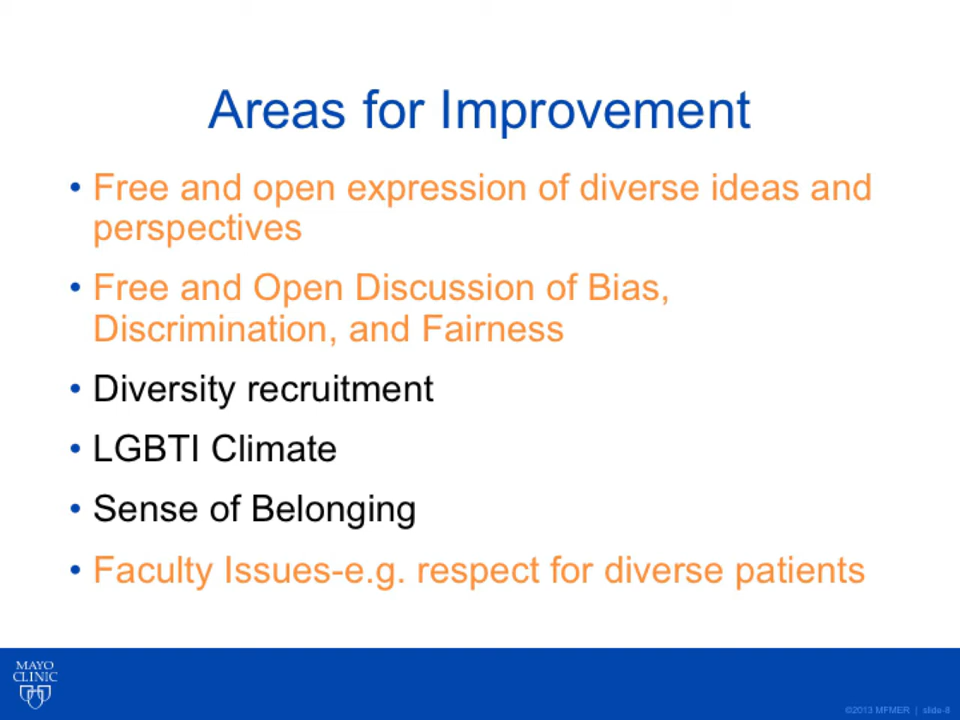 Areas for Improvement
• Free and open expression of diverse ideas and
perspectives
• Free and Open Discussion of Bias,
Discrimination, and Fairness
• Diversity recruitment
• LGBTI Climate
• Sense of Belonging
• Faculty Issues-e.g. respect for diverse patients
MAYO
CLINIC
©2013 MFMER | slide-8